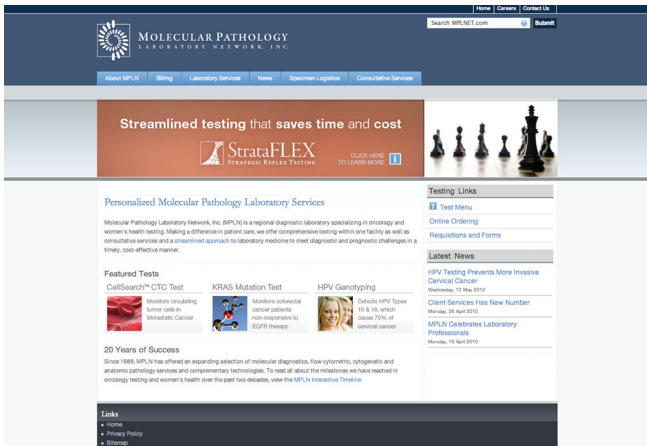 Home
Careers
Contact Us
MOLECULAR PATHOLOGY
LABORATORY NETWORK, INC.
Search MPLNET.com
Submit
About MPLN
Billing
Laboratory Services
News
Specimen Logistics
Consultative Services
Streamlined testing that saves time and cost
StrataFLEX
STRATEGIC REFLEX TESTING
CLICK HERE
TO LEARN MORE
Personalized Molecular Pathology Laboratory Services
Molecular Pathology Laboratory Network, Inc. (MPLN) is a regional diagnostic laboratory specializing in oncology and
women's health testing. Making a difference in patient care, we offer comprehensive testing within one facility as well as
consultative services and a streamlined approach to laboratory medicine to meet diagnostic and prognostic challenges in a
timely, cost-effective manner.
Featured Tests
CellSearch™ CTC Test
Monitors circulating
tumor cells in
Metastatic Cancer
KRAS Mutation Test
Monitors colorectal
cancer patients
non-responsive to
EGFR therapy
HPV Genotyping
Detects HPV Types
16 & 18, which
cause 70% of
cervical cancer
20 Years of Success
Since 1989, MPLN has offered an expanding selection of molecular diagnostics, flow cytometric, cytogenetic and
anatomic pathology services and complementary technologies. To read all about the milestones we have reached in
oncology testing and women's health over the past two decades, view the MPLN Interactive Timeline.
Testing Links
Test Menu
Online Ordering
Requisitions and Forms
Latest News
HPV Testing Prevents More Invasive
Cervical Cancer
Wednesday, 12 May 2010
Client Services Has New Number
Monday, 26 April 2010
MPLN Celebrates Laboratory
Professionals
Monday, 19 April 2010
Links
Home
Privacy Policy
Sitemap